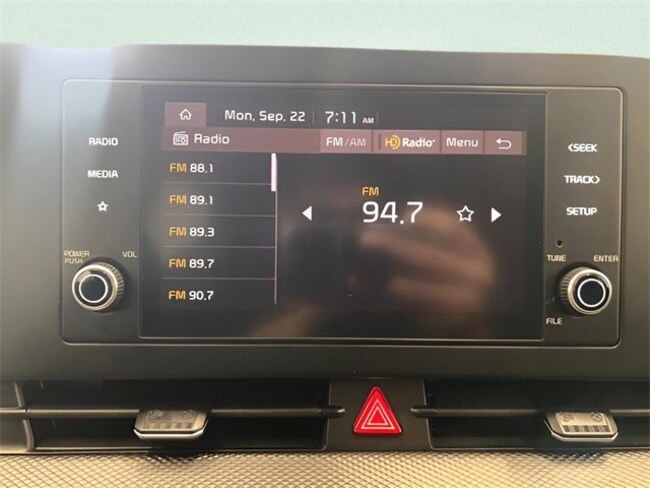 Mon, Sep. 22 7:11 AM
Radio FM/AM HD Radio Menu
FM 88.1
FM 89.1
FM 89.3
FM 89.7
FM 90.7
FM
94.7
RADIO
MEDIA
POWER PUSH
VOL
<SEEK
TRACK>
SETUP
TUNE
ENTER
FILE